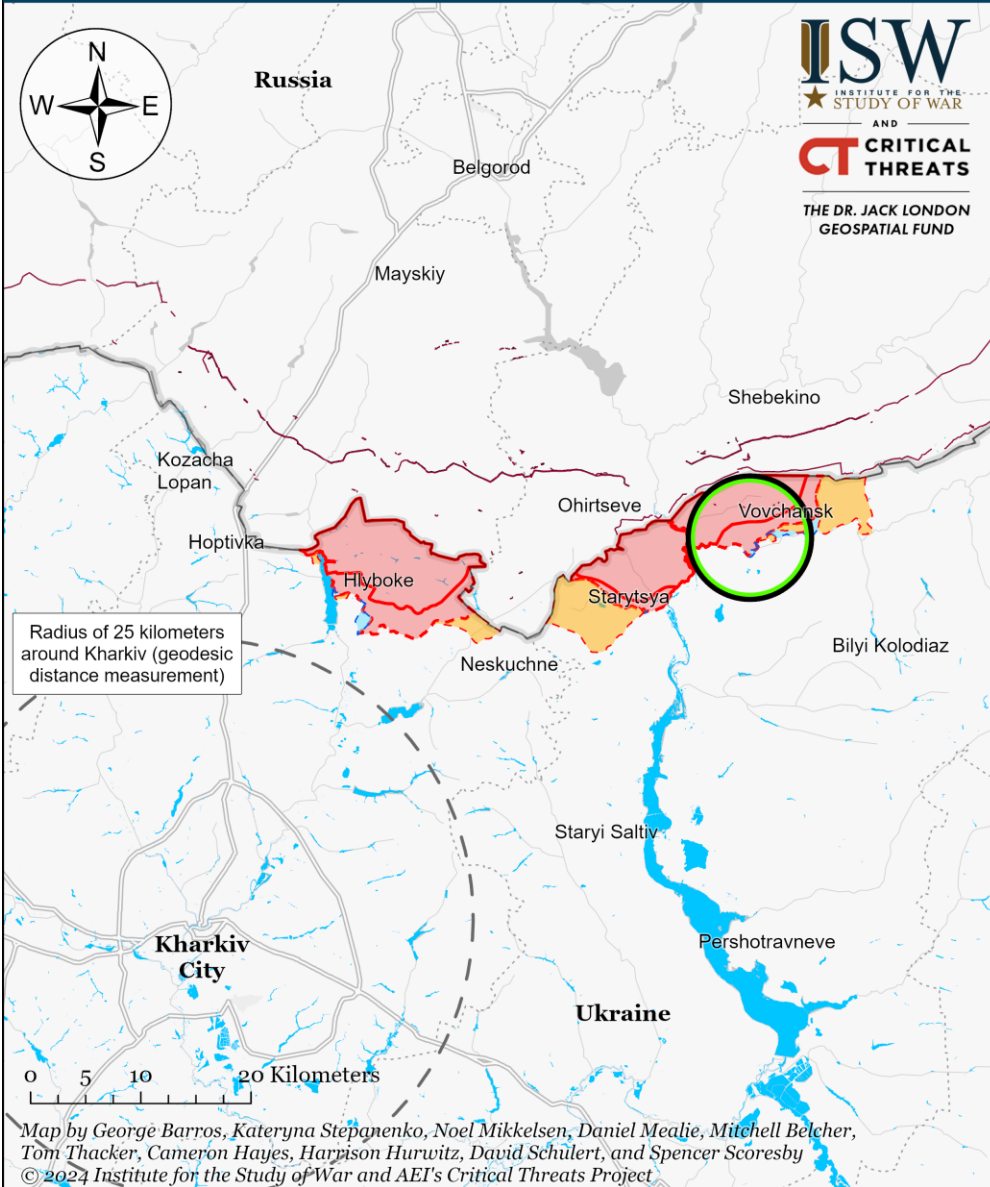 N
W
E
S
Russia
ISW
INSTITUTE FOR THE
STUDY OF WAR
AND
CT CRITICAL
THREATS
THE DR. JACK LONDON
GEOSPATIAL FUND
Belgorod
Mayskiy
Shebekino
Kozacha
Lopan
Ohirtseve
Vovchansk
Hoptivka
Hlyboke
Starytsya
Radius of 25 kilometers
around Kharkiv (geodesic
distance measurement)
Neskuchne
Bilyi Kolodiaz
Staryi Saltiv
Pershotravneve
Kharkiv
City
Ukraine
0 5 10 20 Kilometers
Map by George Barros, Kateryna Stepanenko, Noel Mikkelsen, Daniel Mealie, Mitchell Belcher,
Tom Thacker, Cameron Hayes, Harrison Hurwitz, David Schulert, and Spencer Scoresby
© 2024 Institute for the Study of War and AEI's Critical Threats Project